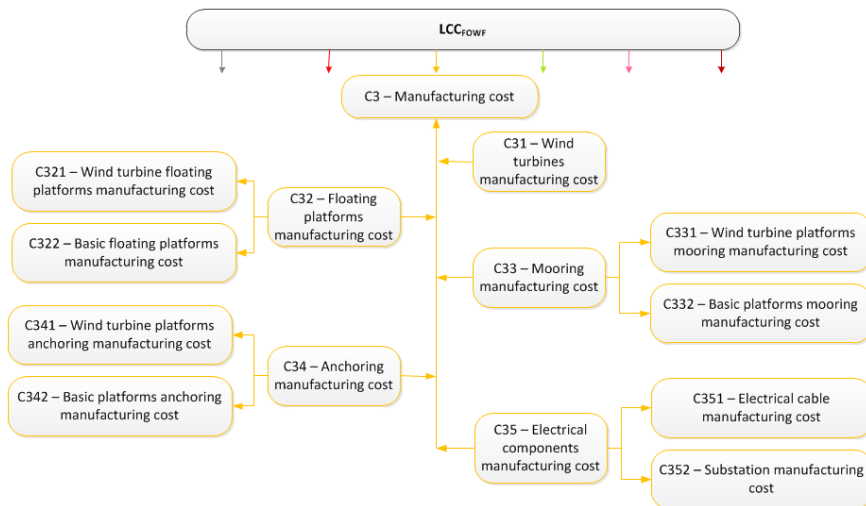 LCC_FOWF
C3 – Manufacturing cost
C31 – Wind
turbines
manufacturing cost
C321 – Wind turbine floating
platforms manufacturing cost
C32 – Floating
platforms
manufacturing cost
C322 – Basic floating platforms
manufacturing cost
C33 – Mooring
manufacturing cost
C331 – Wind turbine platforms
mooring manufacturing cost
C332 – Basic platforms mooring
manufacturing cost
C341 – Wind turbine platforms
anchoring manufacturing cost
C34 – Anchoring
manufacturing cost
C342 – Basic platforms anchoring
manufacturing cost
C35 – Electrical
components
manufacturing cost
C351 – Electrical cable
manufacturing cost
C352 – Substation manufacturing
cost